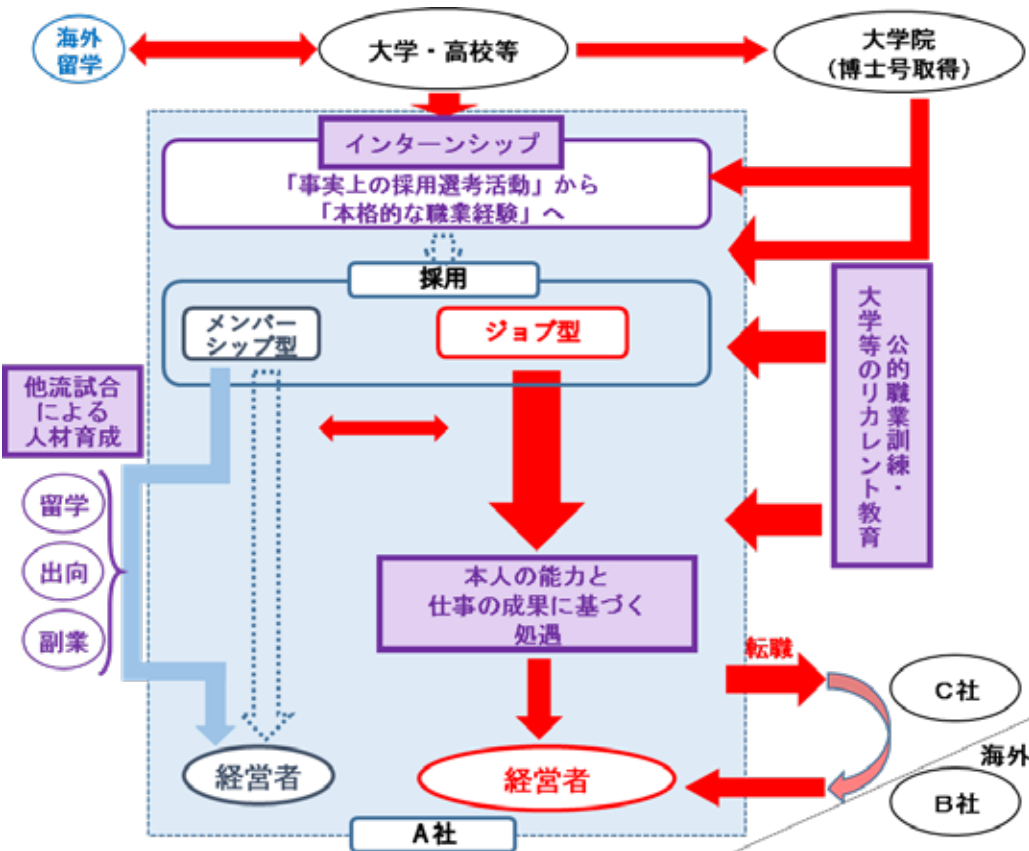 海外
留学
大学・高校等
大学院
(博士号取得)
インターンシップ
「事実上の採用選考活動」から
「本格的な職業経験」へ
採用
メンバー
シップ型
ジョブ型
公的職業訓練・
大学等のリカレント教育
他流試合
による
人材育成
留学
出向
副業
本人の能力と
仕事の成果に基づく
処遇
転職
C社
海外
B社
経営者
経営者
A社